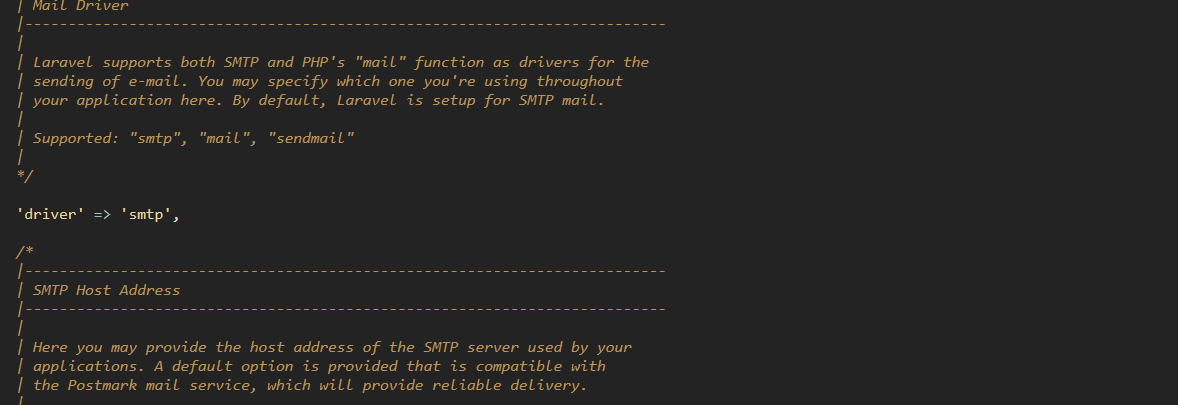 | Mail Driver
|--------------------------------------------------------------------------
|
| Laravel supports both SMTP and PHP's "mail" function as drivers for the
| sending of e-mail. You may specify which one you're using throughout
| your application here. By default, Laravel is setup for SMTP mail.
|
| Supported: "smtp", "mail", "sendmail"
|
*/
'driver' => 'smtp',
/*
|--------------------------------------------------------------------------
| SMTP Host Address
|--------------------------------------------------------------------------
|
| Here you may provide the host address of the SMTP server used by your
| applications. A default option is provided that is compatible with
| the Postmark mail service, which will provide reliable delivery.
|